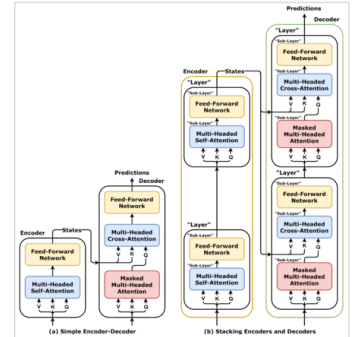 Predictions
Decoder
"Layer"
"Sub-Layer"
Feed-Forward
Network
Encoder
States
"Layer"
"Sub-Layer"
Multi-Headed
Cross-Attention
V K Q
"Sub-Layer"
Feed-Forward
Network
"Sub-Layer"
Multi-Headed
Self-Attention
V K Q
"Sub-Layer"
Masked
Multi-Headed
Attention
V K Q
"Layer"
"Sub-Layer"
Feed-Forward
Network
"Sub-Layer"
Multi-Headed
Cross-Attention
V K Q
"Sub-Layer"
Masked
Multi-Headed
Attention
V K Q
"Layer"
"Sub-Layer"
Feed-Forward
Network
"Sub-Layer"
Multi-Headed
Self-Attention
V K Q
Predictions
Decoder
Feed-Forward
Network
Multi-Headed
Cross-Attention
V K Q
Masked
Multi-Headed
Attention
V K Q
Encoder
States
Feed-Forward
Network
Multi-Headed
Self-Attention
V K Q
(a) Simple Encoder-Decoder
(b) Stacking Encoders and Decoders